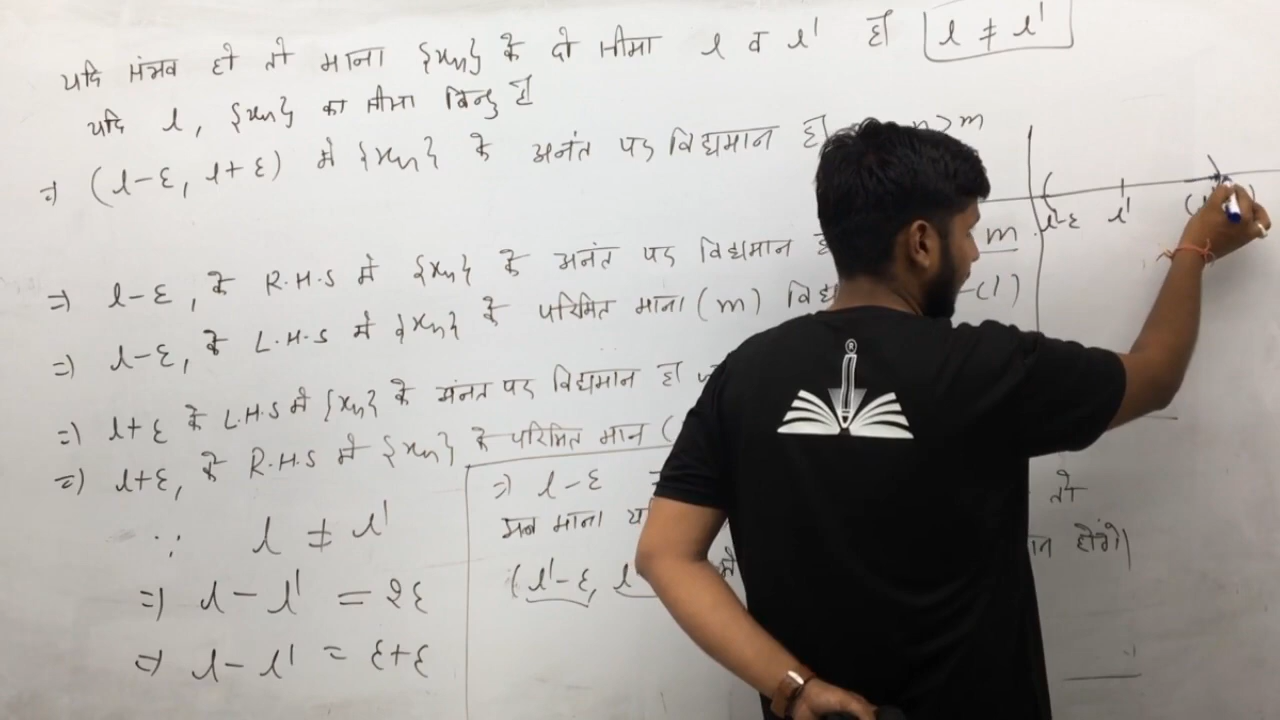 यदि संभव हो तो माना {xn} के दो सीमा l व l' हो l ≠ l'
यदि l, {xn} का सीमा बिन्दु है
⇒ (l-ε, l+ε) में {xn} के अनंत पद विद्यमान हो n>m
⇒ l-ε, के R.H.S में {xn} के अनंत पद विद्यमान m
⇒ l-ε, के L.H.S में {xn} के परिमित माना (m) -(1)
⇒ l+ε के L.H.S में {xn} के अनंत पद विद्यमान हो
⇒ l+ε, के R.H.S में {xn} के परिमित मान (
∵ l ≠ l'
⇒ l - l' = 2ε
⇒ l - l' = ε+ε
⇒ l-ε
अब माना तो
होंगे।
(l'-ε, में
l'-ε l'
®